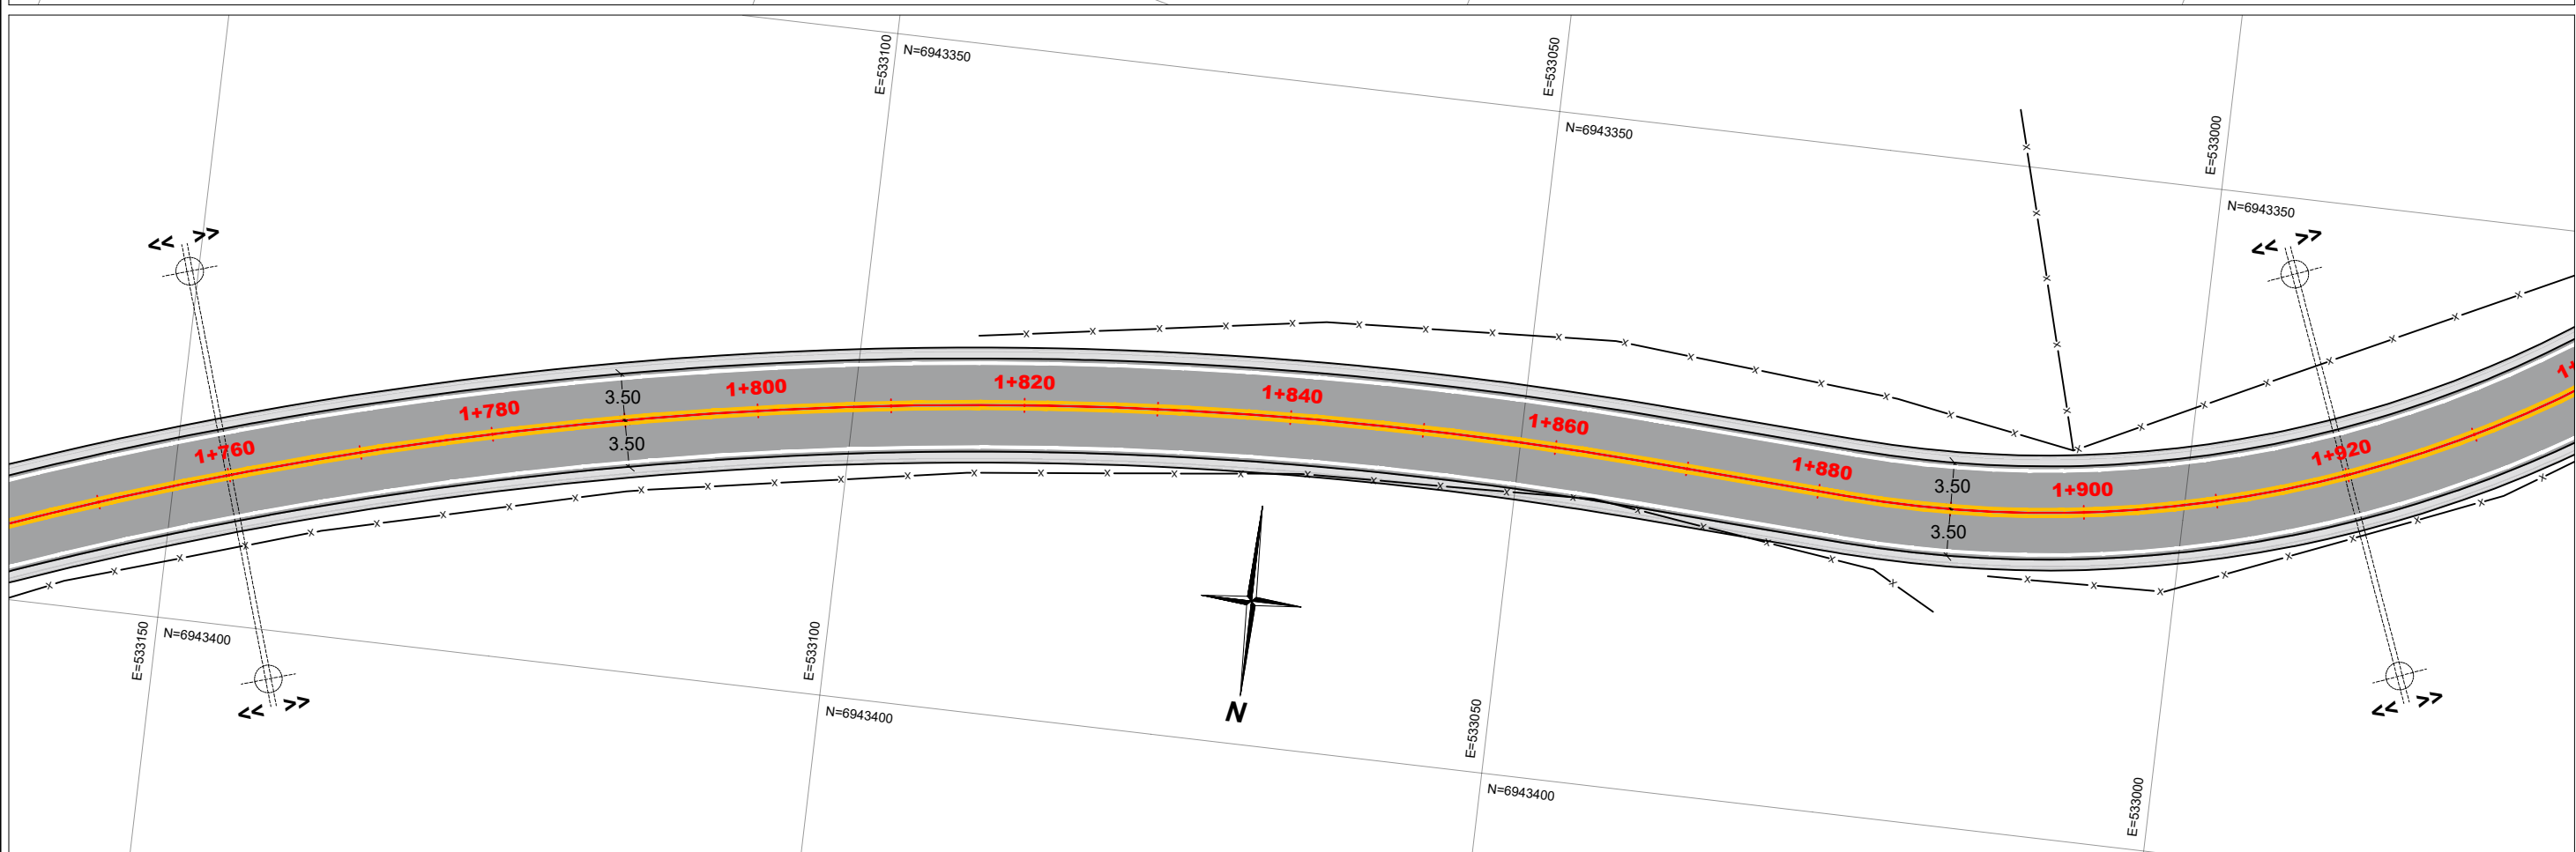 E=533100
N=6943350
E=533050
N=6943350
E=533000
N=6943350
<< >>
<< >>
1+760
1+780
3.50
3.50
1+800
1+820
1+840
1+860
1+880
3.50
3.50
1+900
1+920
E=533150
N=6943400
E=533100
N=6943400
E=533050
N=6943400
E=533000
<< >>
<< >>
N